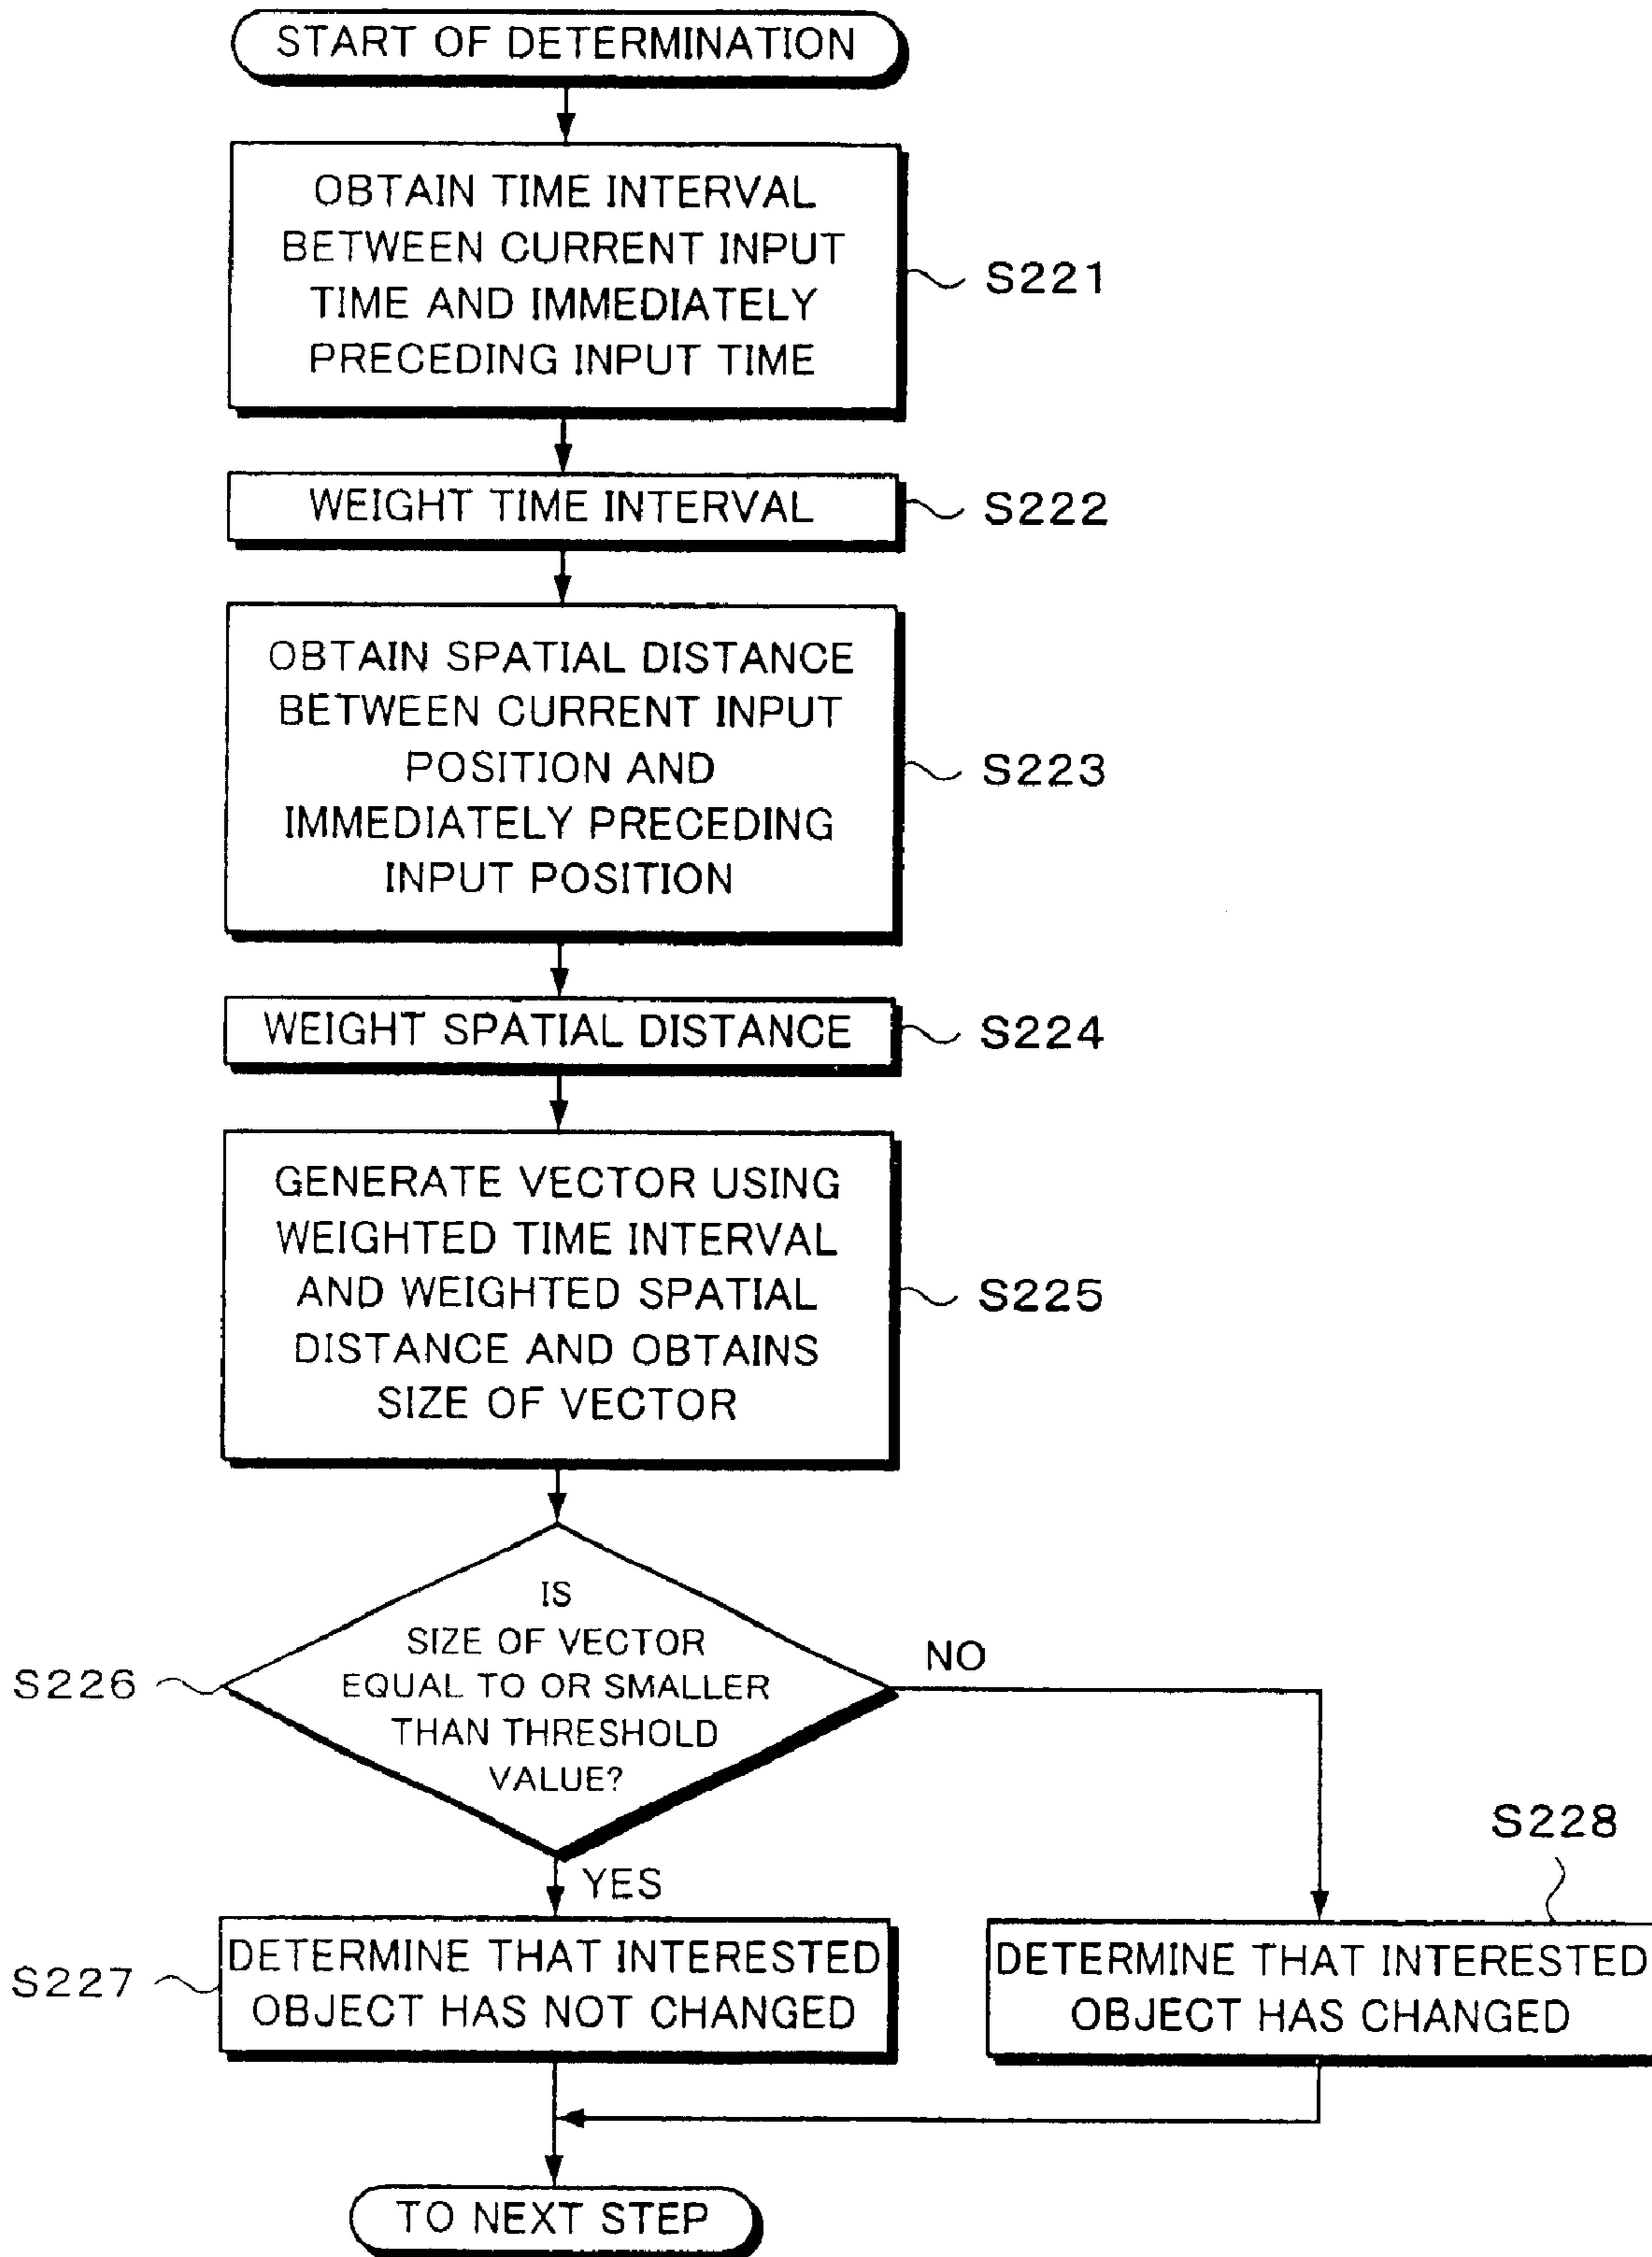 START OF DETERMINATION
OBTAIN TIME INTERVAL
BETWEEN CURRENT INPUT
TIME AND IMMEDIATELY
PRECEDING INPUT TIME
S221
WEIGHT TIME INTERVAL
S222
OBTAIN SPATIAL DISTANCE
BETWEEN CURRENT INPUT
POSITION AND
IMMEDIATELY PRECEDING
INPUT POSITION
S223
WEIGHT SPATIAL DISTANCE
S224
GENERATE VECTOR USING
WEIGHTED TIME INTERVAL
AND WEIGHTED SPATIAL
DISTANCE AND OBTAINS
SIZE OF VECTOR
S225
IS
SIZE OF VECTOR
EQUAL TO OR SMALLER
THAN THRESHOLD
VALUE?
S226
NO
YES
S228
DETERMINE THAT INTERESTED
OBJECT HAS NOT CHANGED
S227
DETERMINE THAT INTERESTED
OBJECT HAS CHANGED
TO NEXT STEP